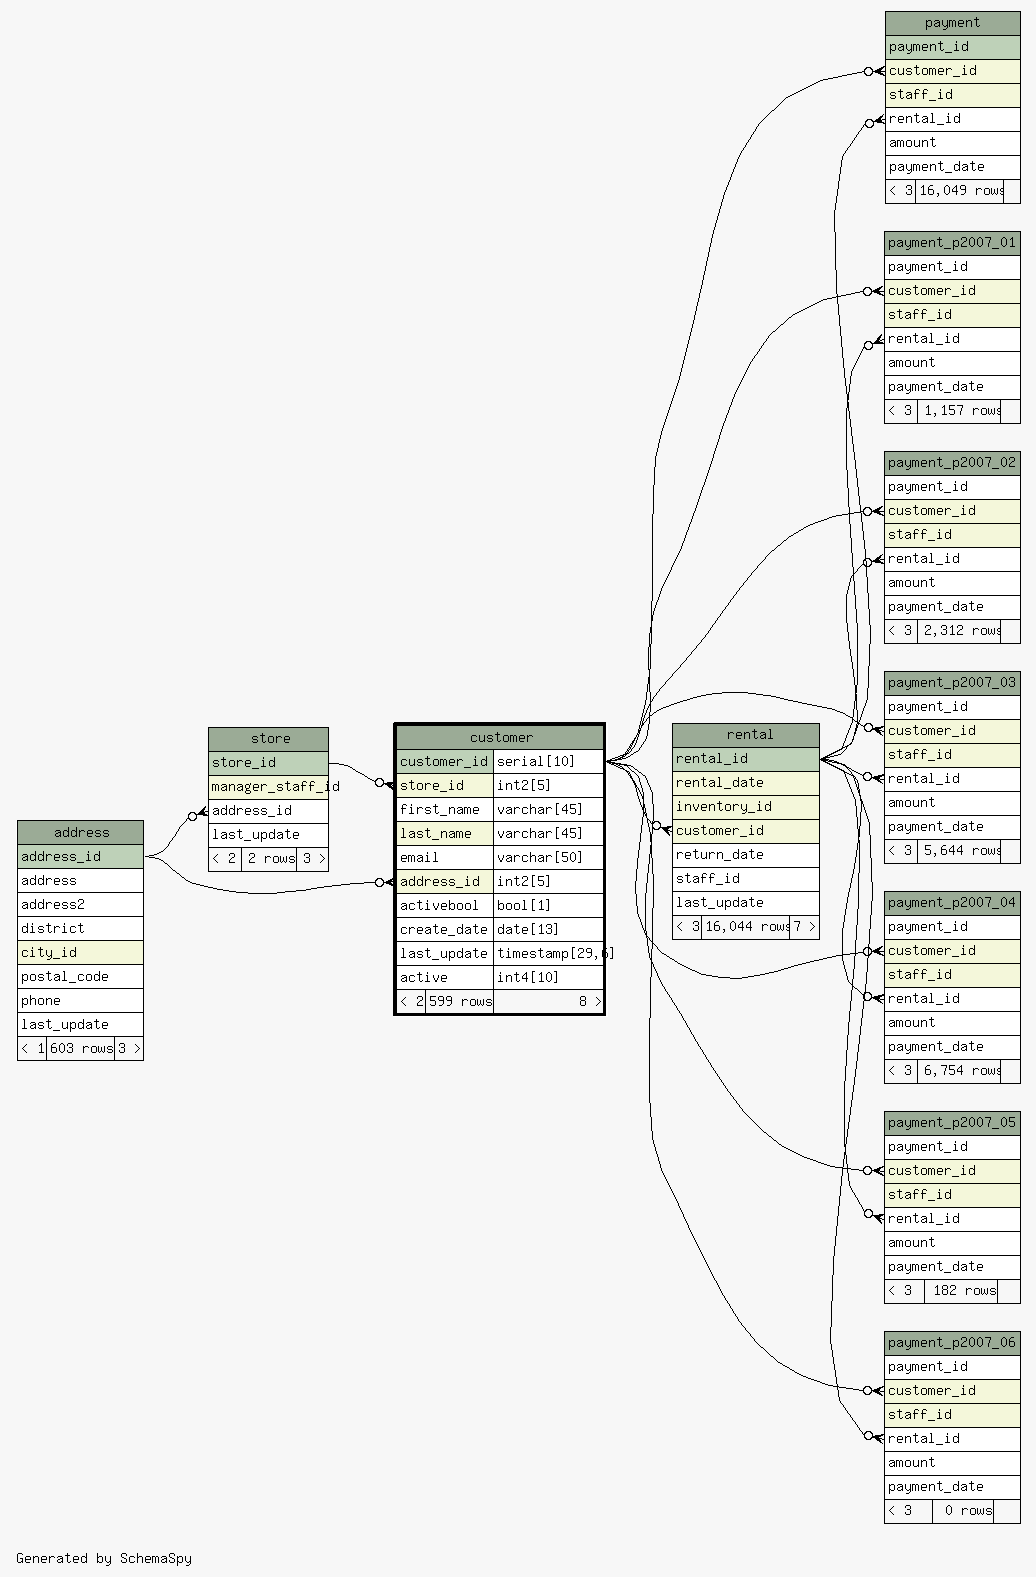 payment
payment_id
customer_id
staff_id
rental_id
amount
payment_date
< 3 16,049 rows
payment_p2007_01
payment_id
customer_id
staff_id
rental_id
amount
payment_date
< 3 1,157 rows
payment_p2007_02
payment_id
customer_id
staff_id
rental_id
amount
payment_date
< 3 2,312 rows
payment_p2007_03
payment_id
customer_id
staff_id
rental_id
amount
payment_date
< 3 5,644 rows
payment_p2007_04
payment_id
customer_id
staff_id
rental_id
amount
payment_date
< 3 6,754 rows
payment_p2007_05
payment_id
customer_id
staff_id
rental_id
amount
payment_date
< 3 182 rows
payment_p2007_06
payment_id
customer_id
staff_id
rental_id
amount
payment_date
< 3 0 rows
rental
rental_id
rental_date
inventory_id
customer_id
return_date
staff_id
last_update
< 3 16,044 rows 7 >
customer
customer_id serial[10]
store_id int2[5]
first_name varchar[45]
last_name varchar[45]
email varchar[50]
address_id int2[5]
activebool bool[1]
create_date date[13]
last_update timestamp[29,6]
active int4[10]
< 2 599 rows 8 >
store
store_id
manager_staff_id
address_id
last_update
< 2 2 rows 3 >
address
address_id
address
address2
district
city_id
postal_code
phone
last_update
< 1 603 rows 3 >
Generated by SchemaSpy